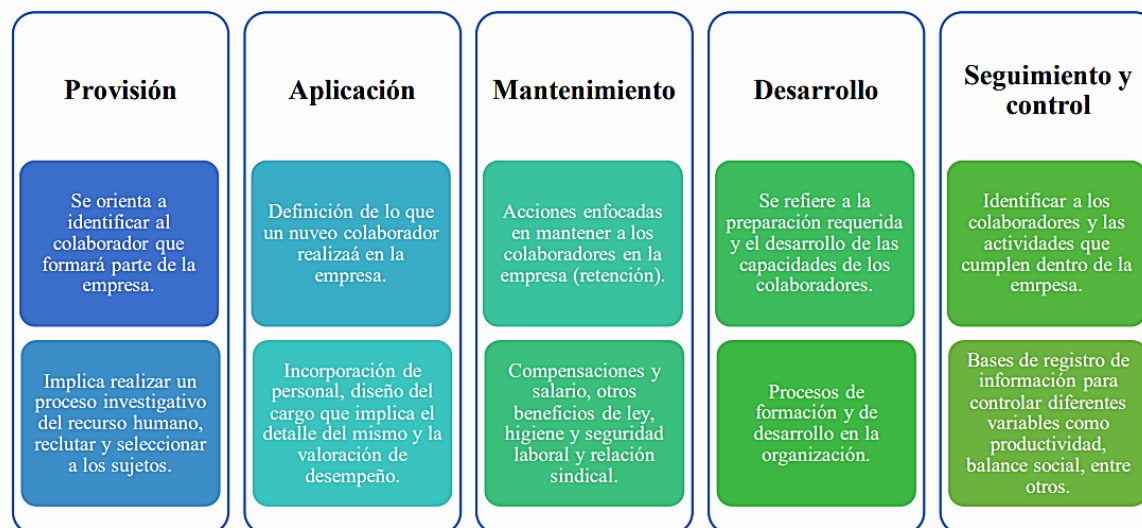 Provisión
Se orienta a
identificar al
colaborador que
formará parte de la
empresa.
Implica realizar un
proceso investigativo
del recurso humano,
reclutar y seleccionar
a los sujetos.
Aplicación
Definición de lo que
un nuveo colaborador
realizaá en la
empresa.
Incorporación de
personal, diseño del
cargo que implica el
detalle del mismo y la
valoración de
desempeño.
Mantenimiento
Acciones enfocadas
en mantener a los
colaboradores en la
empresa (retención).
Compensaciones y
salario, otros
beneficios de ley,
higiene y seguridad
laboral y relación
sindical.
Desarrollo
Se refiere a la
preparación requerida
y el desarrollo de las
capacidades de los
colaboradores.
Procesos de
formación y de
desarrollo en la
organización.
Seguimiento y
control
Identificar a los
colaboradores y las
actividades que
cumplen dentro de la
emrpesa.
Bases de registro de
información para
controlar diferentes
variables como
productividad,
balance social, entre
otros.